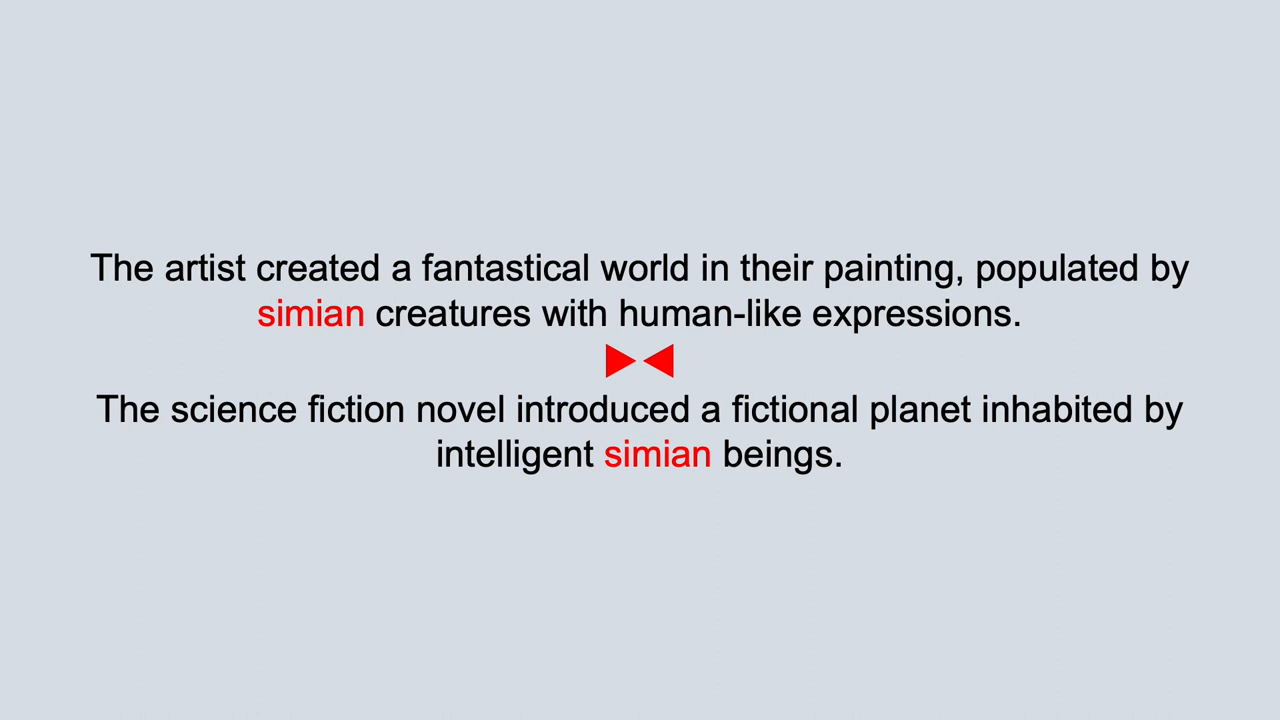 The artist created a fantastical world in their painting, populated by
simian creatures with human-like expressions.
The science fiction novel introduced a fictional planet inhabited by
intelligent simian beings.